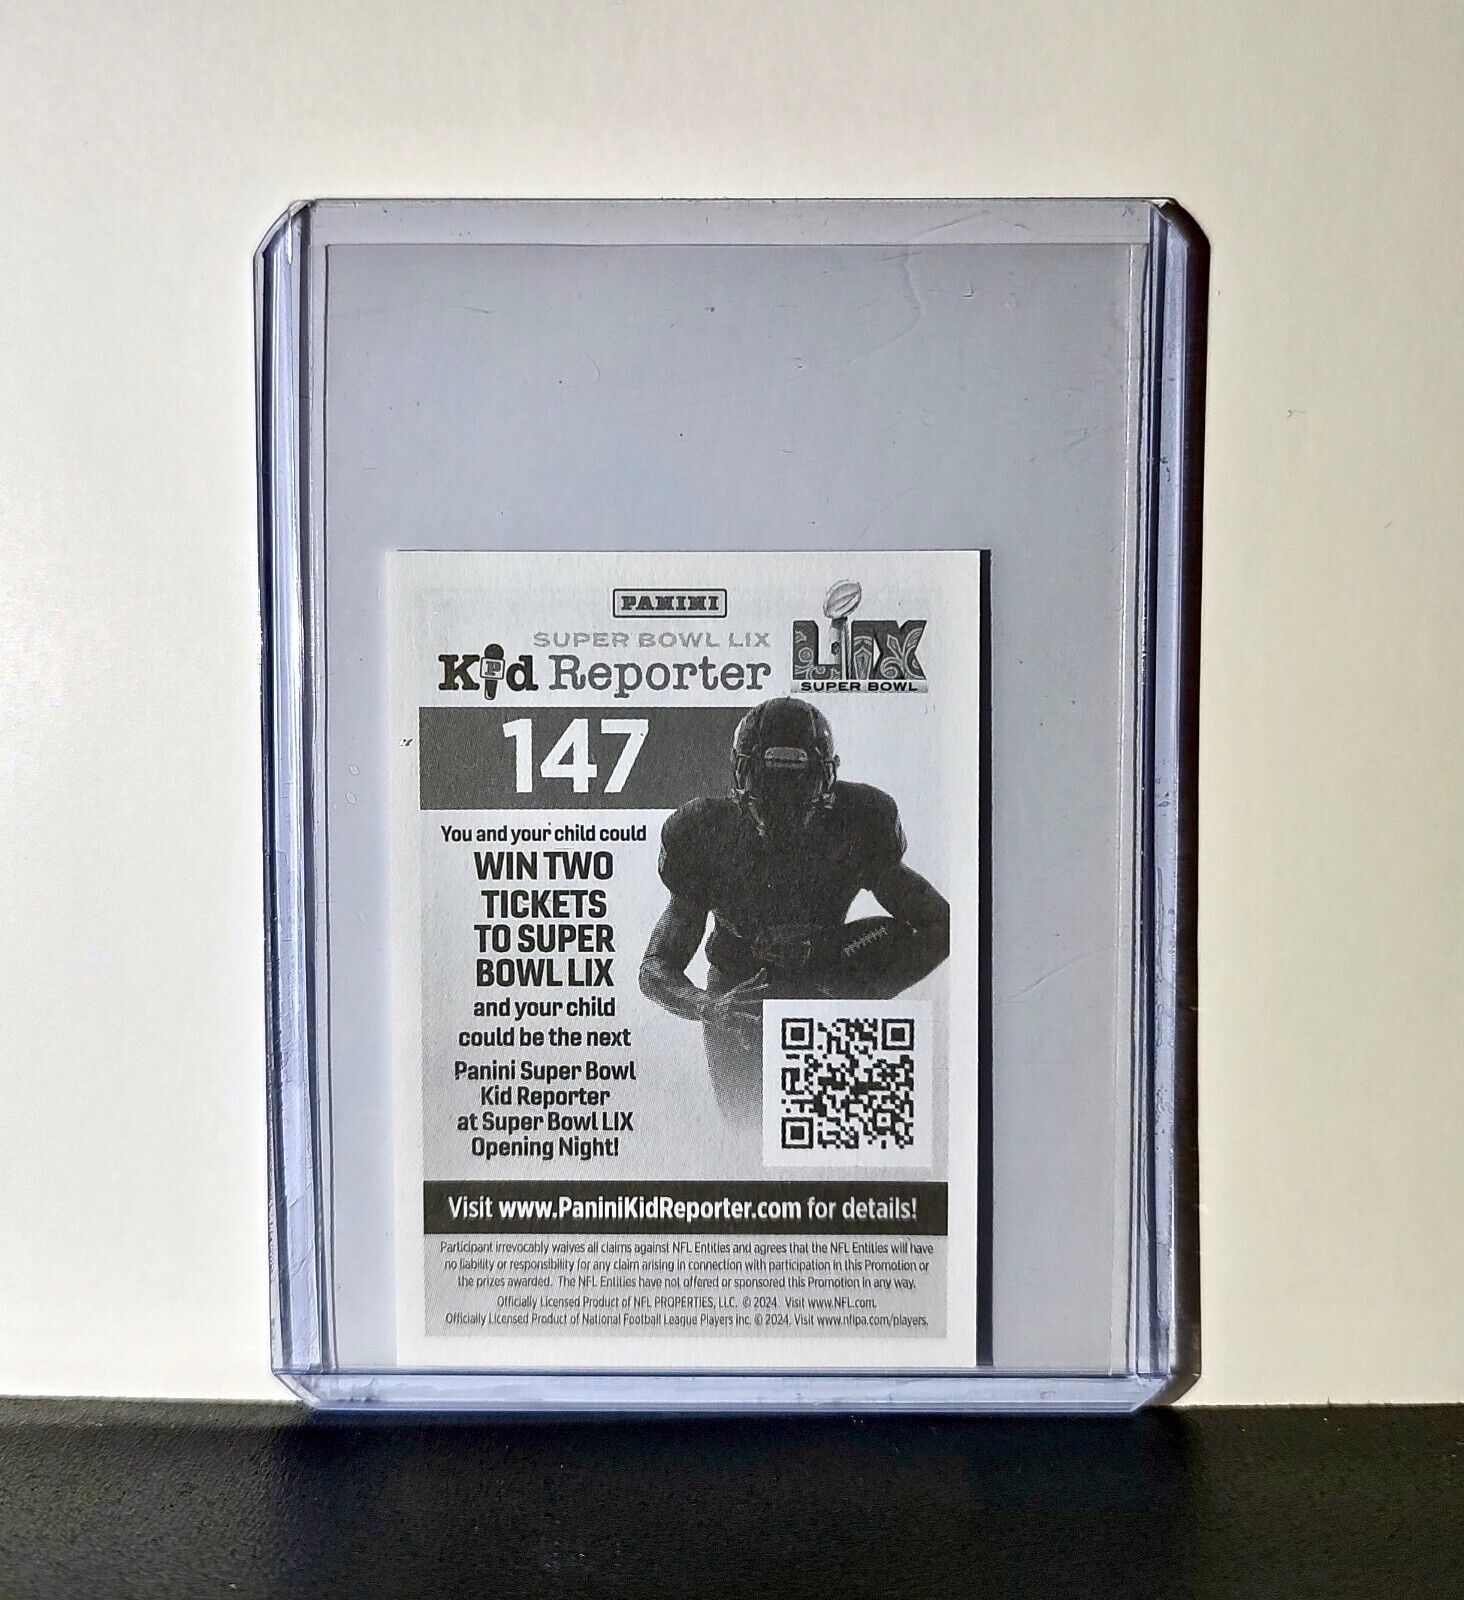 PANINI
SUPER BOWL LIX
Kid Reporter
LIX
SUPER BOWL
147
You and your child could
WIN TWO
TICKETS
TO SUPER
BOWL LIX
and your child
could be the next
Panini Super Bowl
Kid Reporter
at Super Bowl LIX
Opening Night!
Visit www.PaniniKidReporter.com for details!
Participant irrevocably waives all claims against NFL Entities and agrees that the NFL Entities will have
no liability or responsibility for any claim arising in connection with participation in this Promotion or
the prizes awarded. The NFL Entities have not offered or sponsored this Promotion in any way.
Officially Licensed Product of NFL PROPERTIES, LLC. © 2024. Visit www.NFL.com.
Officially Licensed Product of National Football League Players Inc. © 2024. Visit www.nflpa.com/players.